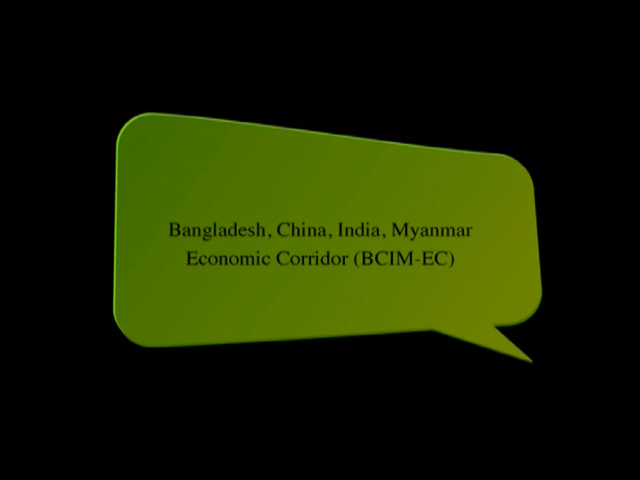 Bangladesh, China, India, Myanmar
Economic Corridor (BCIM-EC)